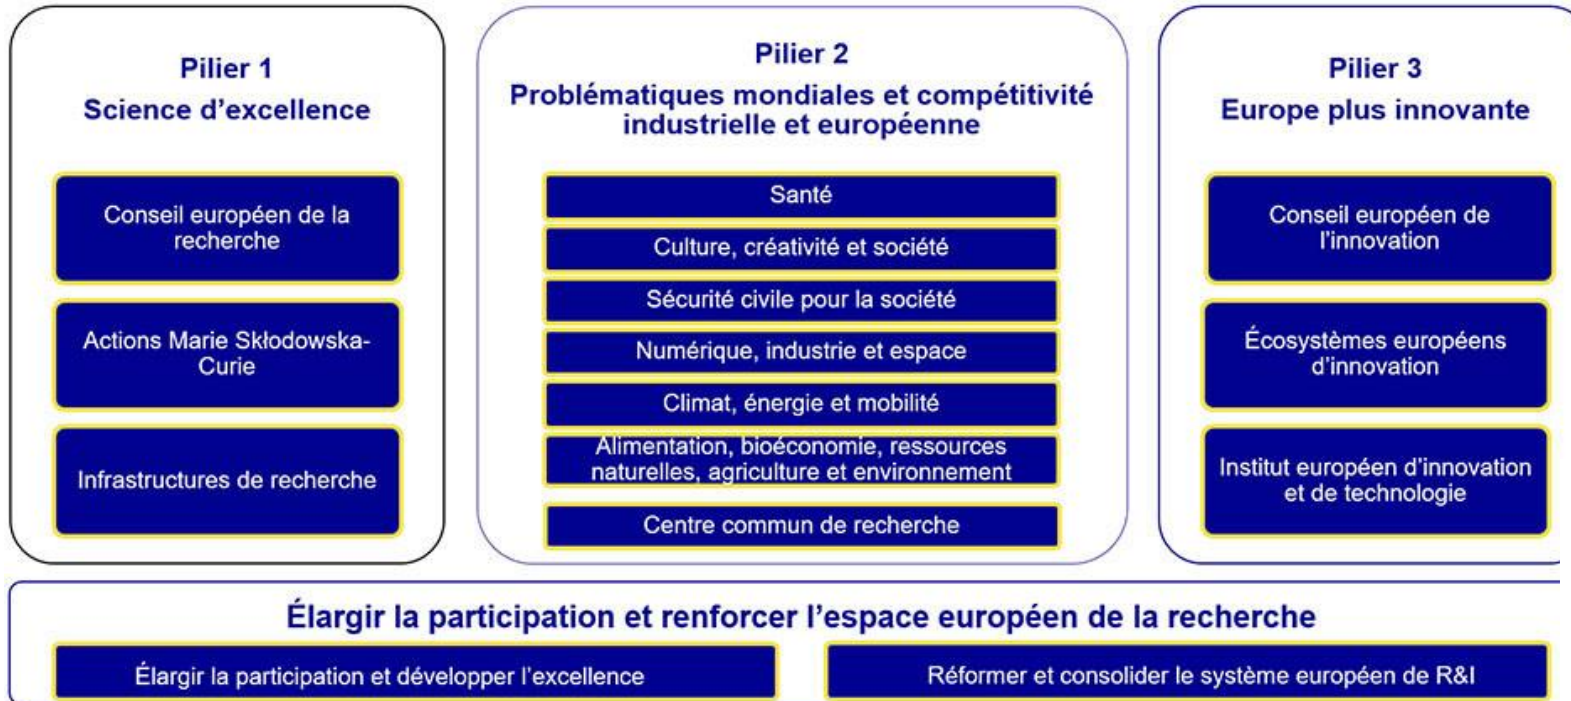 Pilier 1
Science d’excellence
Conseil européen de la
recherche
Actions Marie Skłodowska-
Curie
Infrastructures de recherche
Pilier 2
Problématiques mondiales et compétitivité
industrielle et européenne
Santé
Culture, créativité et société
Sécurité civile pour la société
Numérique, industrie et espace
Climat, énergie et mobilité
Alimentation, bioéconomie, ressources
naturelles, agriculture et environnement
Centre commun de recherche
Pilier 3
Europe plus innovante
Conseil européen de
l’innovation
Écosystèmes européens
d’innovation
Institut européen d’innovation
et de technologie
Élargir la participation et renforcer l’espace européen de la recherche
Élargir la participation et développer l’excellence
Réformer et consolider le système européen de R&I